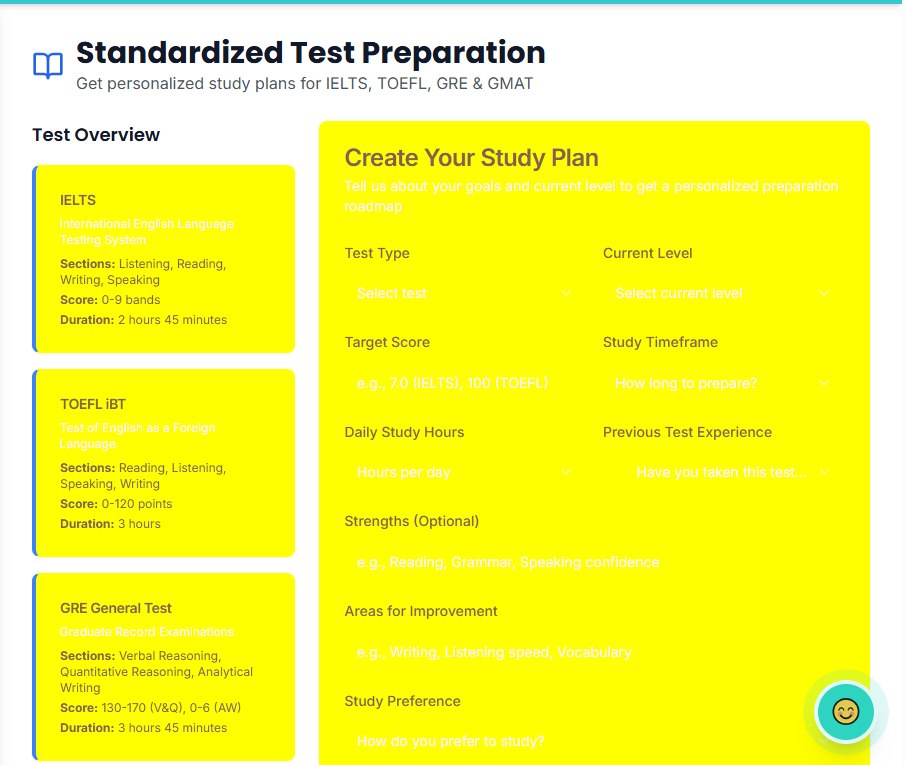 Standardized Test Preparation
Get personalized study plans for IELTS, TOEFL, GRE & GMAT
Test Overview
IELTS
International English Language
Testing System
Sections: Listening, Reading,
Writing, Speaking
Score: 0-9 bands
Duration: 2 hours 45 minutes
TOEFL iBT
Test of English as a Foreign
Language
Sections: Reading, Listening,
Speaking, Writing
Score: 0-120 points
Duration: 3 hours
GRE General Test
Graduate Record Examinations
Sections: Verbal Reasoning,
Quantitative Reasoning, Analytical
Writing
Score: 130-170 (V&Q), 0-6 (AW)
Duration: 3 hours 45 minutes
Create Your Study Plan
Tell us about your goals and current level to get a personalized preparation
roadmap
Test Type
Current Level
Select test
Select current level
Target Score
Study Timeframe
e.g., 7.0 (IELTS), 100 (TOEFL)
How long to prepare?
Daily Study Hours
Previous Test Experience
Hours per day
Have you taken this test...
Strengths (Optional)
e.g., Reading, Grammar, Speaking confidence
Areas for Improvement
e.g., Writing, Listening speed, Vocabulary
Study Preference
How do you prefer to study?